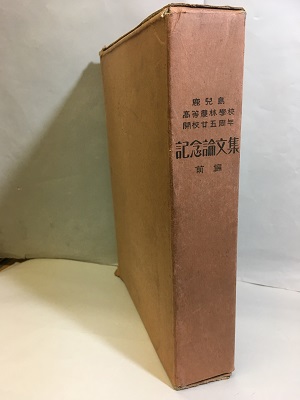 鹿兒島
高等農林學校
開校廿五周年
記念論文集
前編